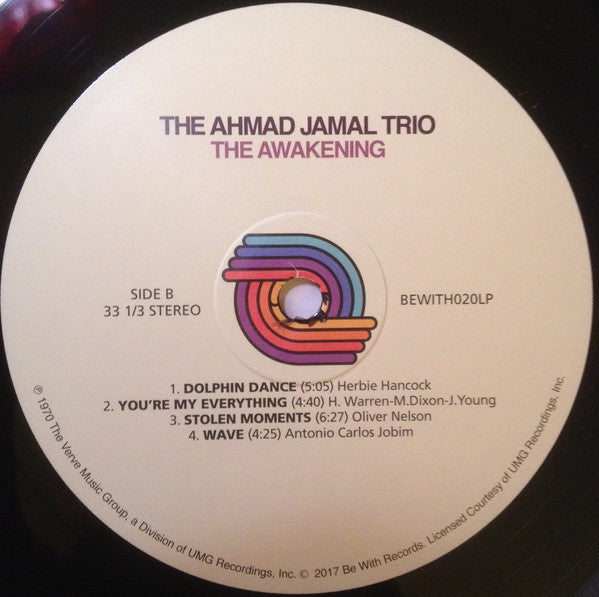 THE AHMAD JAMAL TRIO
THE AWAKENING
SIDE B
33 1/3 STEREO
BEWITH020LP
1. DOLPHIN DANCE (5:05) Herbie Hancock
2. YOU'RE MY EVERYTHING (4:40) H. Warren-M.Dixon-J.Young
3. STOLEN MOMENTS (6:27) Oliver Nelson
4. WAVE (4:25) Antonio Carlos Jobim
℗ 1970 The Verve Music Group, a Division of UMG Recordings, Inc. © 2017 Be With Records. Licensed Courtesy of UMG Recordings, Inc.